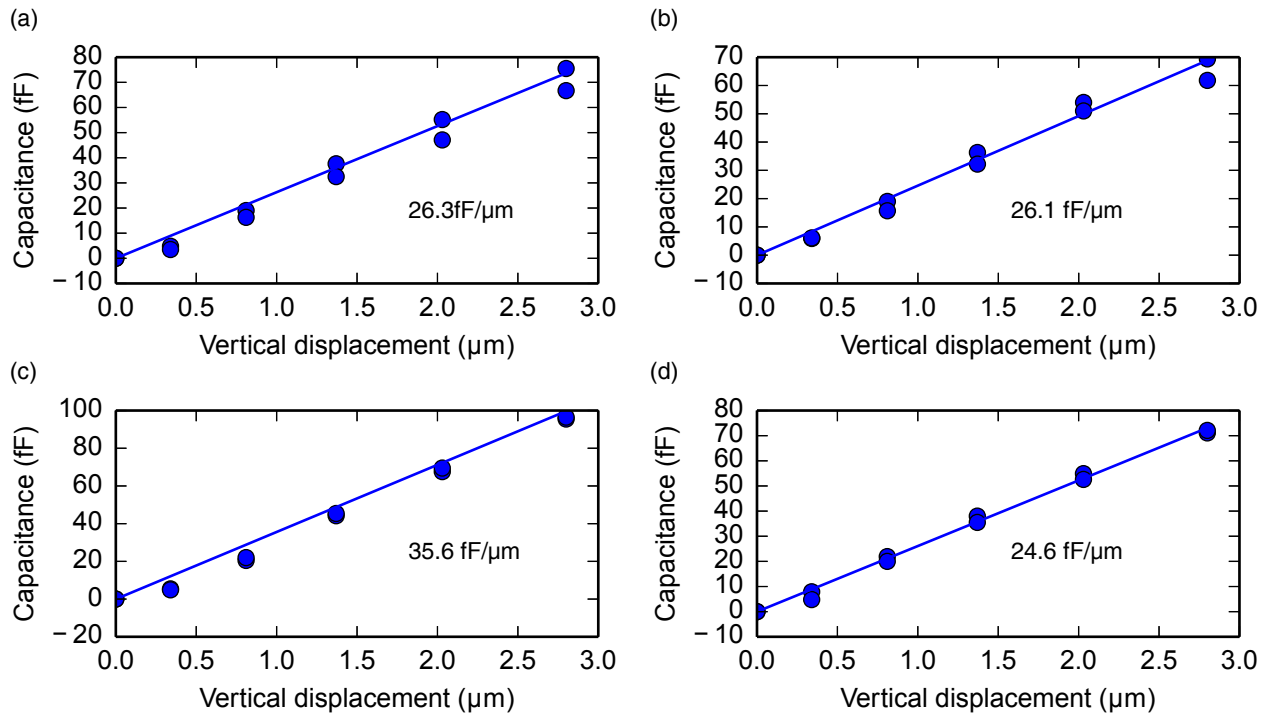 (a)
80
70
60
50
40
30
20
10
0
−10
Capacitance (fF)
26.3fF/µm
0.0 0.5 1.0 1.5 2.0 2.5 3.0
Vertical displacement (µm)
(b)
70
60
50
40
30
20
10
0
−10
Capacitance (fF)
26.1 fF/µm
0.0 0.5 1.0 1.5 2.0 2.5 3.0
Vertical displacement (µm)
(c)
100
80
60
40
20
0
−20
Capacitance (fF)
35.6 fF/µm
0.0 0.5 1.0 1.5 2.0 2.5 3.0
Vertical displacement (µm)
(d)
80
70
60
50
40
30
20
10
0
−10
Capacitance (fF)
24.6 fF/µm
0.0 0.5 1.0 1.5 2.0 2.5 3.0
Vertical displacement (µm)